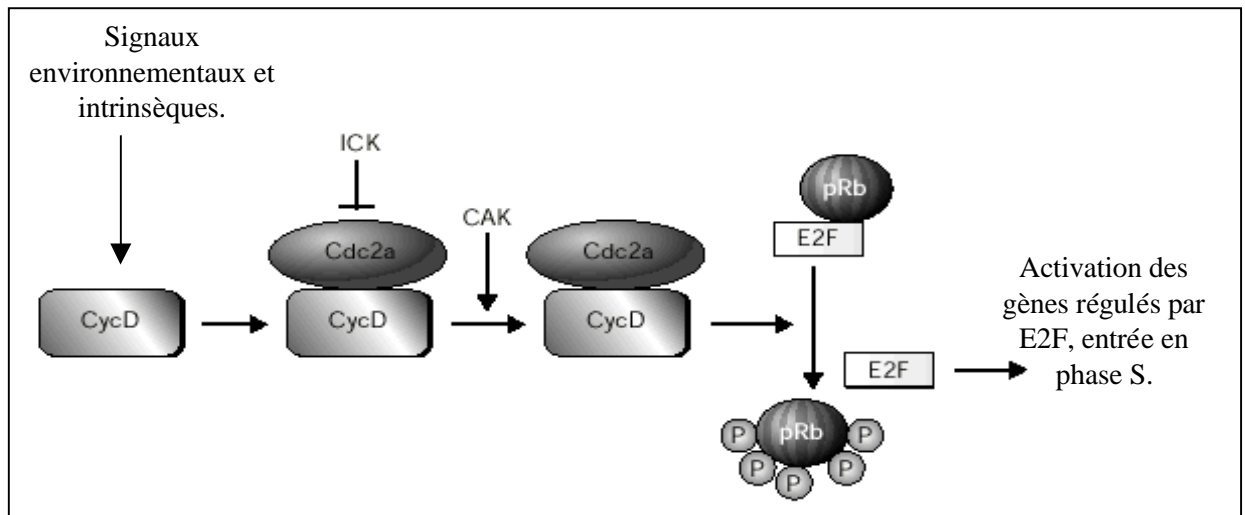 Signaux
environnementaux et
intrinsèques.
ICK
Cdc2a
CycD
CAK
Cdc2a
CycD
CycD
pRb
E2F
E2F
pRb
P
P
P
P
P
Activation des
gènes régulés par
E2F, entrée en
phase S.